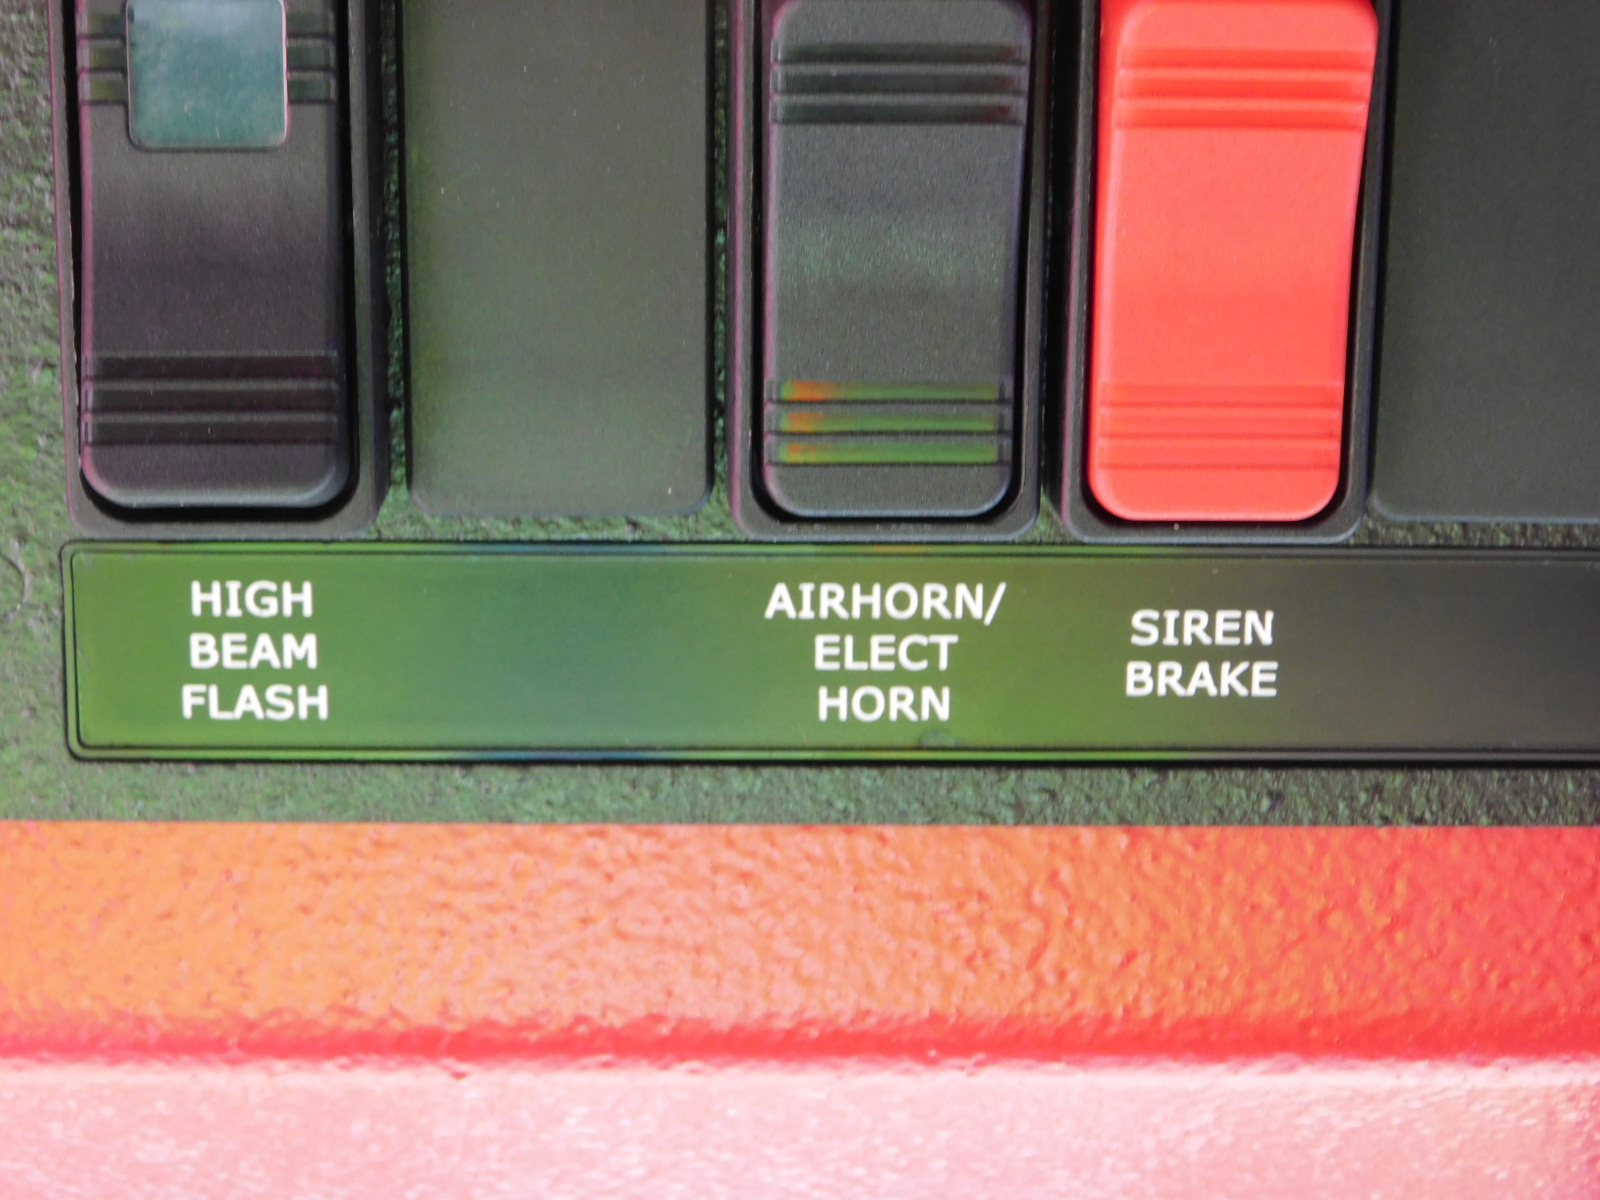 HIGH
BEAM
FLASH
AIRHORN/
ELECT
HORN
SIREN
BRAKE